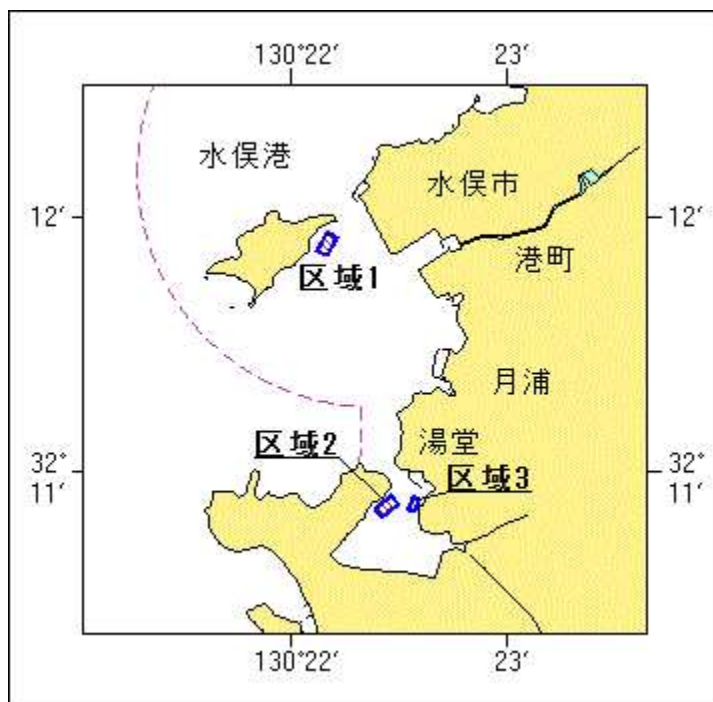 130°22′ 23′
水俣港
水俣市
12′ 12′
港町
区域1
月浦
湯堂
区域2
区域3
32°
11′
32°
11′
130°22′ 23′